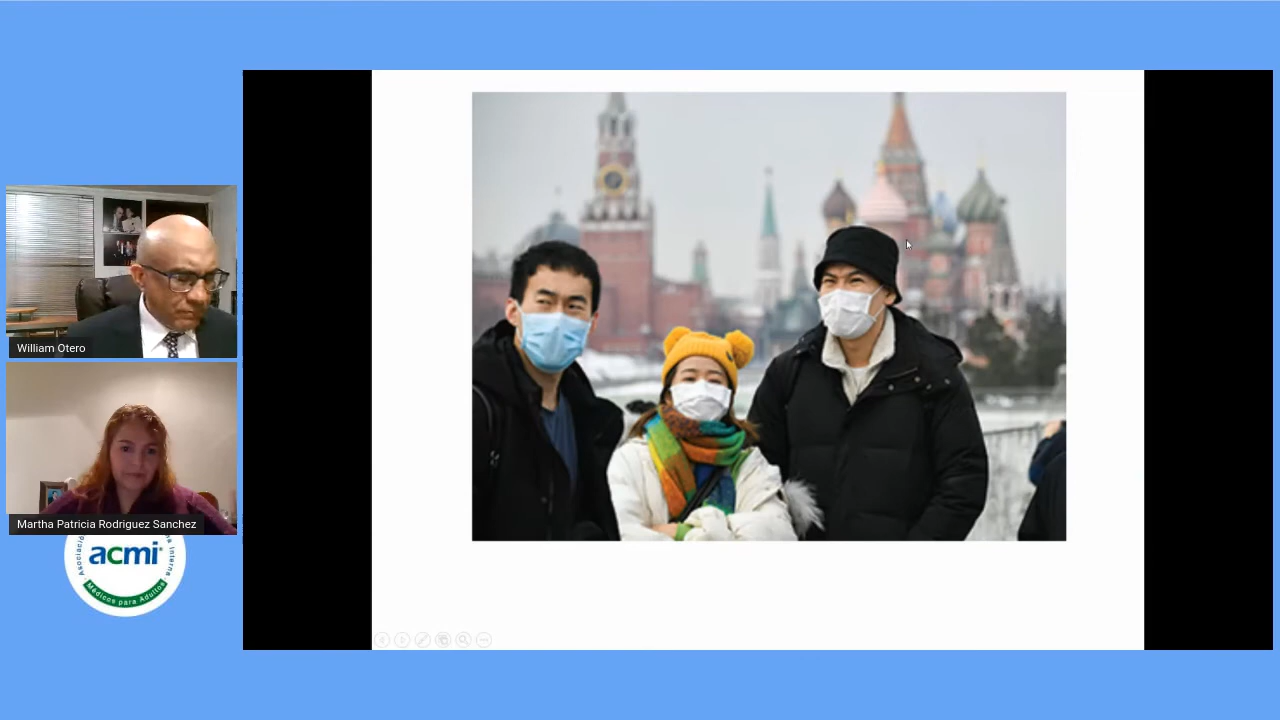 William Otero
Martha Patricia Rodriguez Sanchez
acmi
Médicos para Adultos